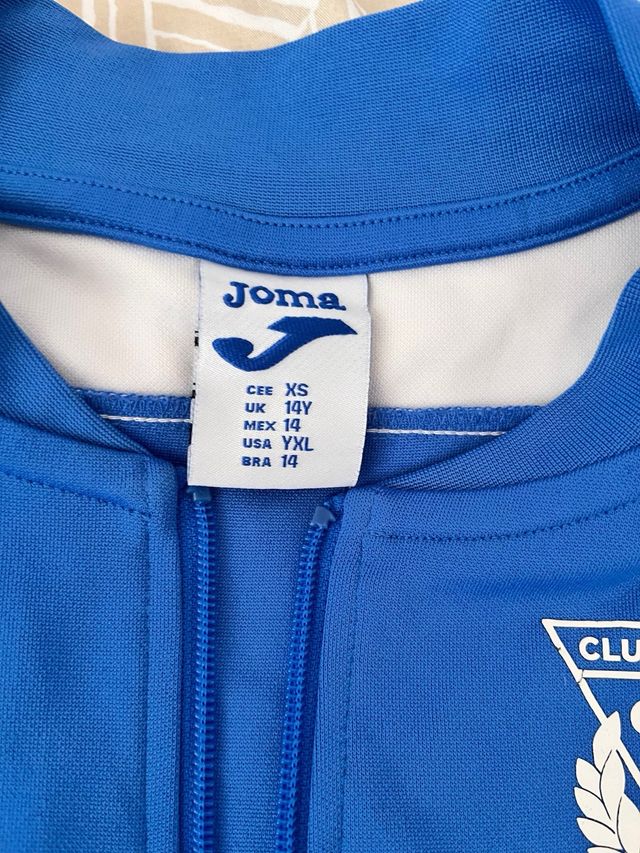 Joma
CEE XS
UK 14Y
MEX 14
USA YXL
BRA 14
CLU